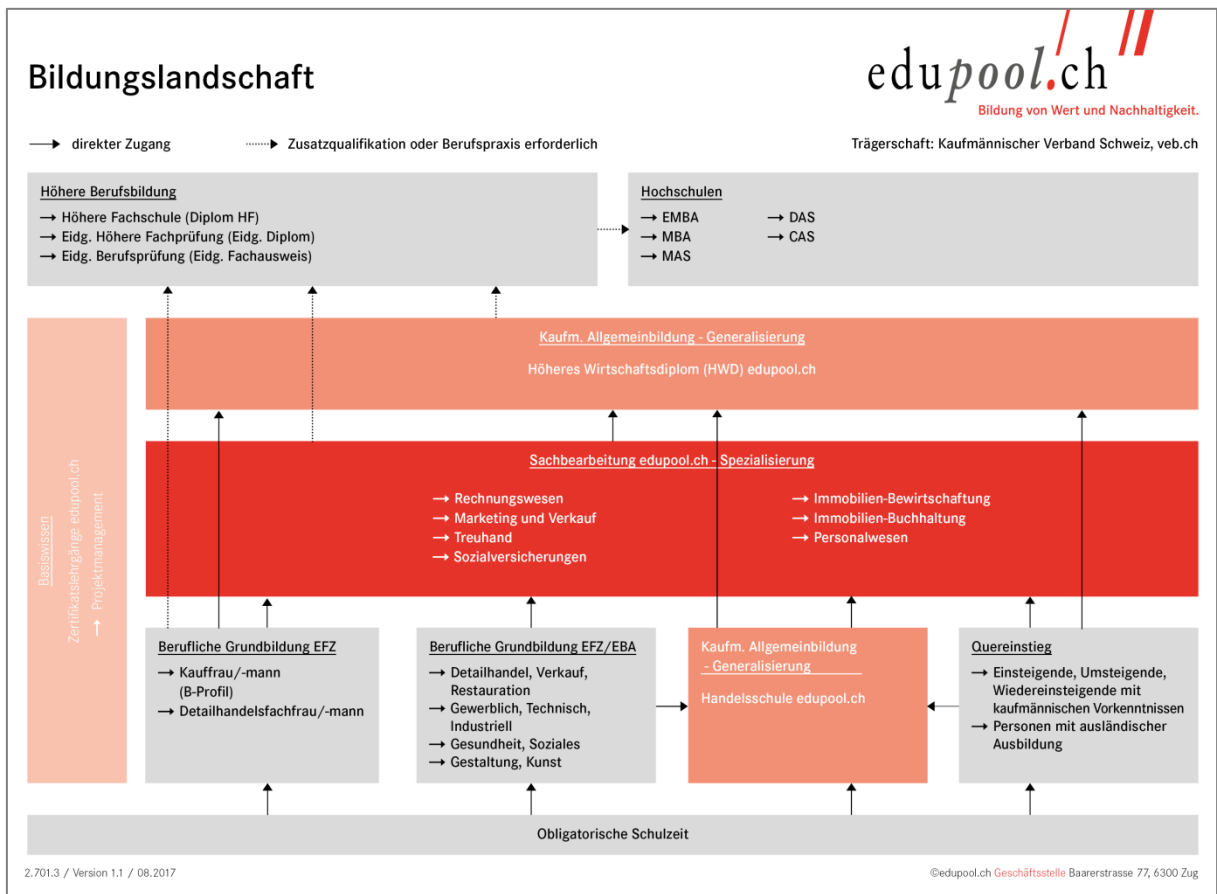 Bildungslandschaft
edupool.ch
Bildung von Wert und Nachhaltigkeit.
direkter Zugang
Zusatzqualifikation oder Berufspraxis erforderlich
Trägerschaft: Kaufmännischer Verband Schweiz, veb.ch
Höhere Berufsbildung
→ Höhere Fachschule (Diplom HF)
→ Eidg. Höhere Fachprüfung (Eidg. Diplom)
→ Eidg. Berufsprüfung (Eidg. Fachausweis)
Hochschulen
→ EMBA
→ MBA
→ MAS
→ DAS
→ CAS
Basiswissen
Zertifikatslehrgänge edupool.ch
→ Projektmanagement
Kaufm. Allgemeinbildung - Generalisierung
Höheres Wirtschaftsdiplom (HWD) edupool.ch
Sachbearbeitung edupool.ch - Spezialisierung
→ Rechnungswesen
→ Marketing und Verkauf
→ Treuhand
→ Sozialversicherungen
→ Immobilien-Bewirtschaftung
→ Immobilien-Buchhaltung
→ Personalwesen
Berufliche Grundbildung EFZ
→ Kauffrau/-mann
(B-Profil)
→ Detailhandelsfachfrau/-mann
Berufliche Grundbildung EFZ/EBA
→ Detailhandel, Verkauf,
Restauration
→ Gewerblich, Technisch,
Industriell
→ Gesundheit, Soziales
→ Gestaltung, Kunst
Kaufm. Allgemeinbildung
- Generalisierung
Handelsschule edupool.ch
Quereinstieg
→ Einsteigende, Umsteigende,
Wiedereinsteigende mit
kaufmännischen Vorkenntnissen
→ Personen mit ausländischer
Ausbildung
Obligatorische Schulzeit
2.701.3 / Version 1.1 / 08.2017
©edupool.ch Geschäftsstelle Baarerstrasse 77, 6300 Zug